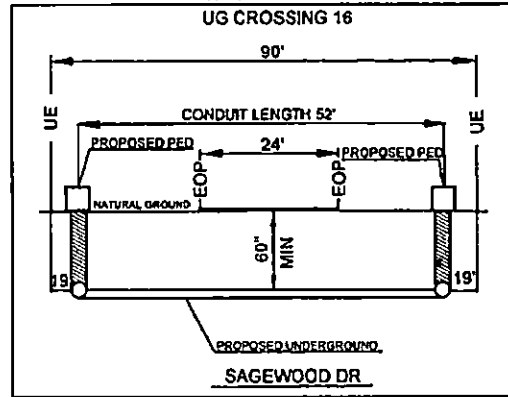 UG CROSSING 16
90'
UE
UE
CONDUIT LENGTH 52'
PROPOSED PED
24'
PROPOSED PED
EOP
EOP
NATURAL GROUND
60"
MIN
19
19'
PROPOSED UNDERGROUND
SAGEWOOD DR